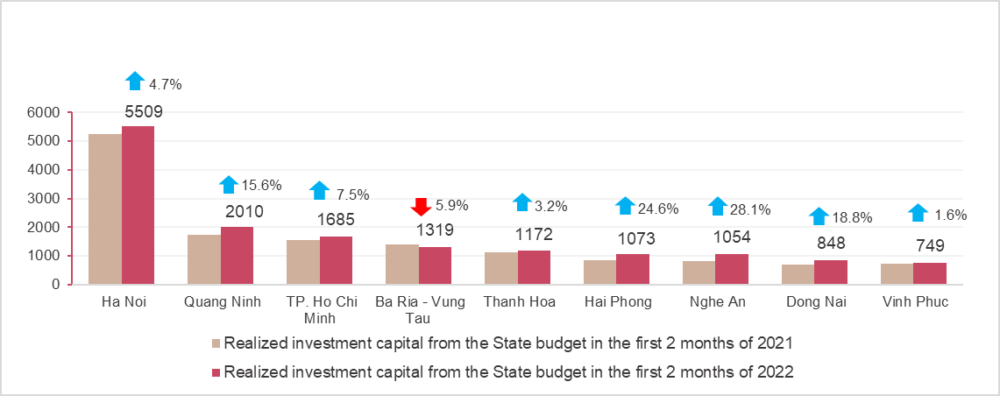 4.7%
5509
6000
5000
4000
3000
2000
1000
0
15.6%
2010
7.5%
1685
5.9%
1319
3.2%
1172
24.6%
1073
28.1%
1054
18.8%
848
1.6%
749
Ha Noi
Quang Ninh
TP. Ho Chi
Minh
Ba Ria - Vung
Tau
Thanh Hoa
Hai Phong
Nghe An
Dong Nai
Vinh Phuc
Realized investment capital from the State budget in the first 2 months of 2021
Realized investment capital from the State budget in the first 2 months of 2022